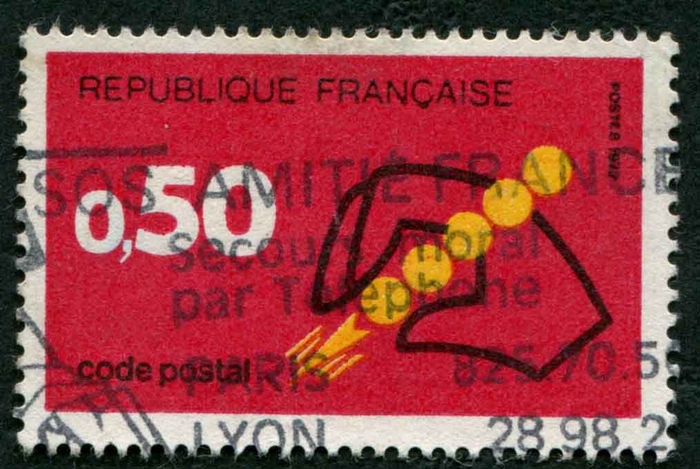 REPUBLIQUE FRANÇAISE
POSTES 1972
0,50
SOS AMITIÉ FRANCE
Secours moral
par Téléphone
code postal
PARIS 825.70.50
LYON 28.98.2